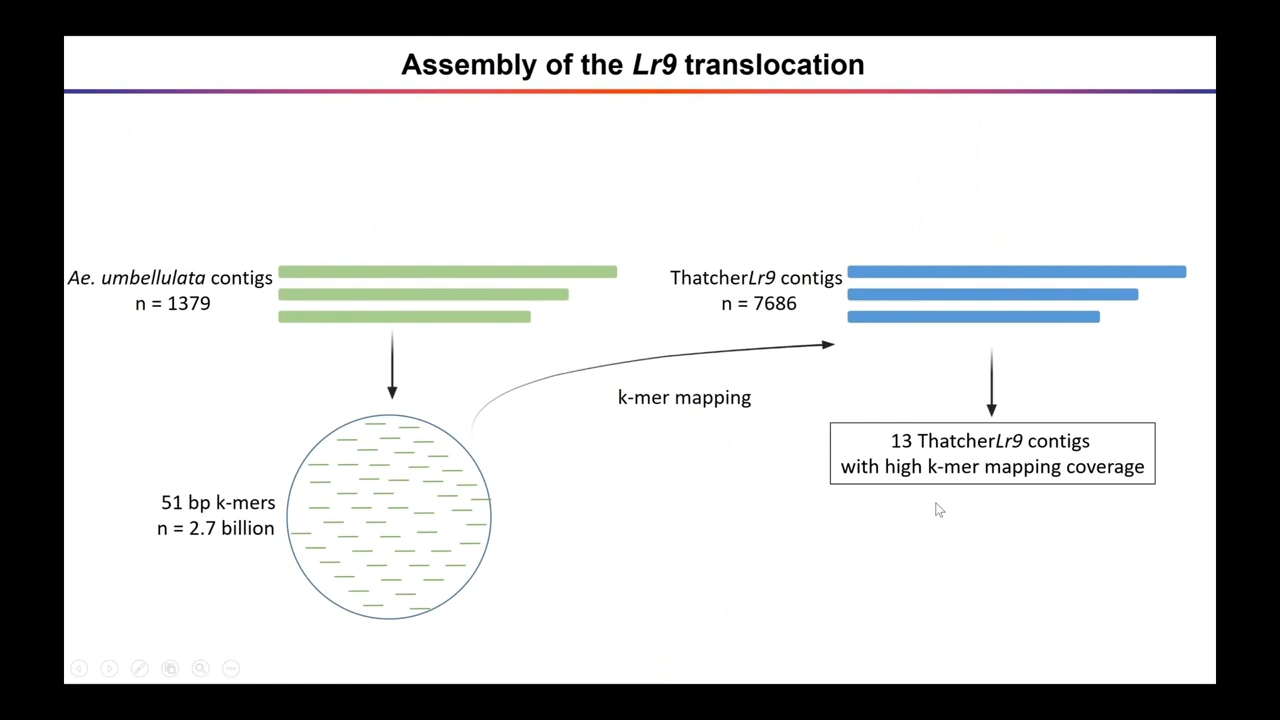 Assembly of the Lr9 translocation
Ae. umbellulata contigs
n = 1379
ThatcherLr9 contigs
n = 7686
k-mer mapping
13 ThatcherLr9 contigs
with high k-mer mapping coverage
51 bp k-mers
n = 2.7 billion